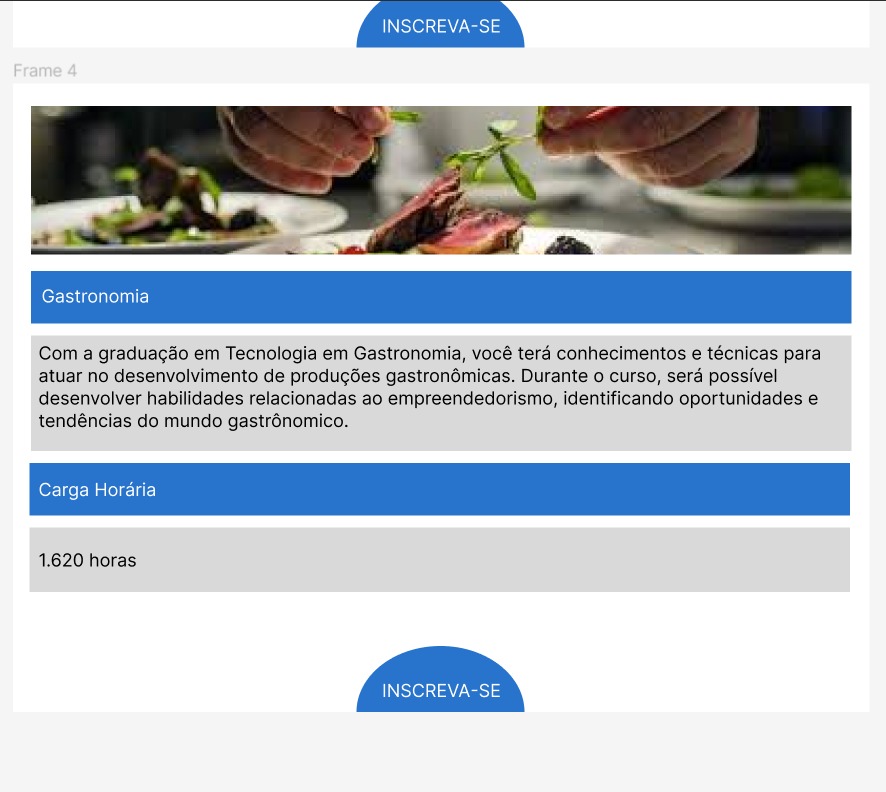 INSCREVA-SE
Frame 4
Gastronomia
Com a graduação em Tecnologia em Gastronomia, você terá conhecimentos e técnicas para
atuar no desenvolvimento de produções gastronômicas. Durante o curso, será possível
desenvolver habilidades relacionadas ao empreendedorismo, identificando oportunidades e
tendências do mundo gastrônomico.
Carga Horária
1.620 horas
INSCREVA-SE